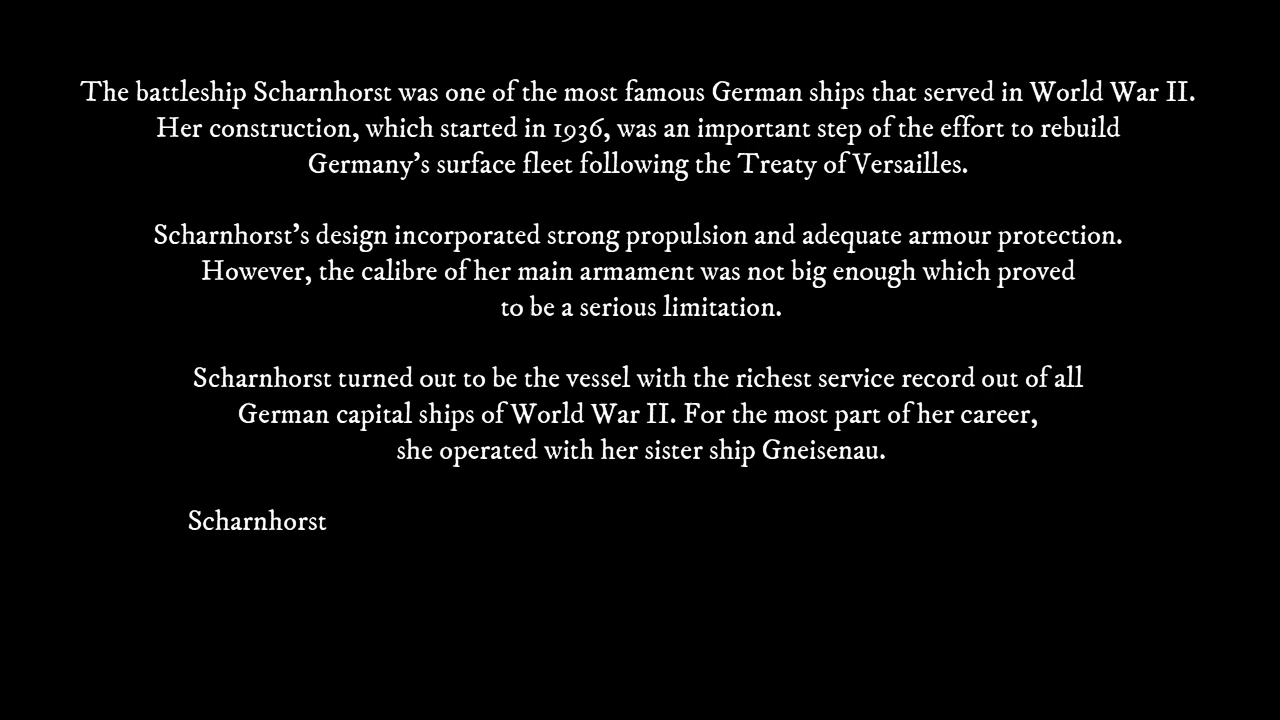 The battleship Scharnhorst was one of the most famous German ships that served in World War II.
Her construction, which started in 1936, was an important step of the effort to rebuild
Germany's surface fleet following the Treaty of Versailles.
Scharnhorst's design incorporated strong propulsion and adequate armour protection.
However, the calibre of her main armament was not big enough which proved
to be a serious limitation.
Scharnhorst turned out to be the vessel with the richest service record out of all
German capital ships of World War II. For the most part of her career,
she operated with her sister ship Gneisenau.
Scharnhorst